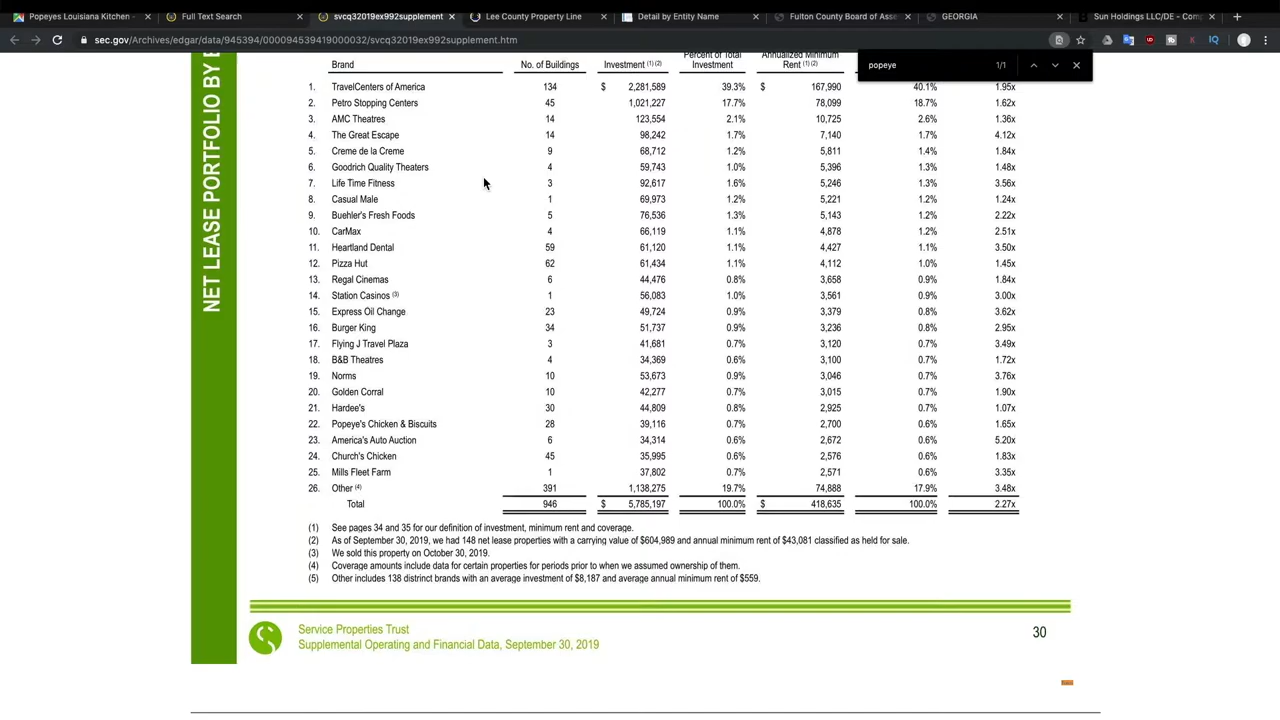 Popeyes Louisiana Kitchen -
Full Text Search
svcq32019ex992supplement
Lee County Property Line
Detail by Entity Name
Fulton County Board of Asse
GEORGIA
Sun Holdings LLC/DE - Com
sec.gov/Archives/edgar/data/945394/000094539419000032/svcq32019ex992supplement.htm
popeye 1/1
NET LEASE PORTFOLIO BY
Brand No. of Buildings Investment (1) (2) Percent of Total Investment Annualized Minimum Rent (1) (2)
1. TravelCenters of America 134 $ 2,281,589 39.3% $ 167,990 40.1% 1.95x
2. Petro Stopping Centers 45 1,021,227 17.7% 78,099 18.7% 1.62x
3. AMC Theatres 14 123,554 2.1% 10,725 2.6% 1.36x
4. The Great Escape 14 98,242 1.7% 7,140 1.7% 4.12x
5. Creme de la Creme 9 68,712 1.2% 5,811 1.4% 1.84x
6. Goodrich Quality Theaters 4 59,743 1.0% 5,396 1.3% 1.48x
7. Life Time Fitness 3 92,617 1.6% 5,246 1.3% 3.56x
8. Casual Male 1 69,973 1.2% 5,221 1.2% 1.24x
9. Buehler's Fresh Foods 5 76,536 1.3% 5,143 1.2% 2.22x
10. CarMax 4 66,119 1.1% 4,878 1.2% 2.51x
11. Heartland Dental 59 61,120 1.1% 4,427 1.1% 3.50x
12. Pizza Hut 62 61,434 1.1% 4,112 1.0% 1.45x
13. Regal Cinemas 6 44,476 0.8% 3,658 0.9% 1.84x
14. Station Casinos (3) 1 56,083 1.0% 3,561 0.9% 3.00x
15. Express Oil Change 23 49,724 0.9% 3,379 0.8% 3.62x
16. Burger King 34 51,737 0.9% 3,236 0.8% 2.95x
17. Flying J Travel Plaza 3 41,681 0.7% 3,120 0.7% 3.49x
18. B&B Theatres 4 34,369 0.6% 3,100 0.7% 1.72x
19. Norms 10 53,673 0.9% 3,046 0.7% 3.76x
20. Golden Corral 10 42,277 0.7% 3,015 0.7% 1.90x
21. Hardee's 30 44,809 0.8% 2,925 0.7% 1.07x
22. Popeye's Chicken & Biscuits 28 39,116 0.7% 2,700 0.6% 1.65x
23. America's Auto Auction 6 34,314 0.6% 2,672 0.6% 5.20x
24. Church's Chicken 45 35,995 0.6% 2,576 0.6% 1.83x
25. Mills Fleet Farm 1 37,802 0.7% 2,571 0.6% 3.35x
26. Other (4) 391 1,138,275 19.7% 74,888 17.9% 3.48x
Total 946 $ 5,785,197 100.0% $ 418,635 100.0% 2.27x
(1) See pages 34 and 35 for our definition of investment, minimum rent and coverage.
(2) As of September 30, 2019, we had 148 net lease properties with a carrying value of $604,989 and annual minimum rent of $43,081 classified as held for sale.
(3) We sold this property on October 30, 2019.
(4) Coverage amounts include data for certain properties for periods prior to when we assumed ownership of them.
(5) Other includes 138 distrinct brands with an average investment of $8,187 and average annual minimum rent of $559.
Service Properties Trust
Supplemental Operating and Financial Data, September 30, 2019
30